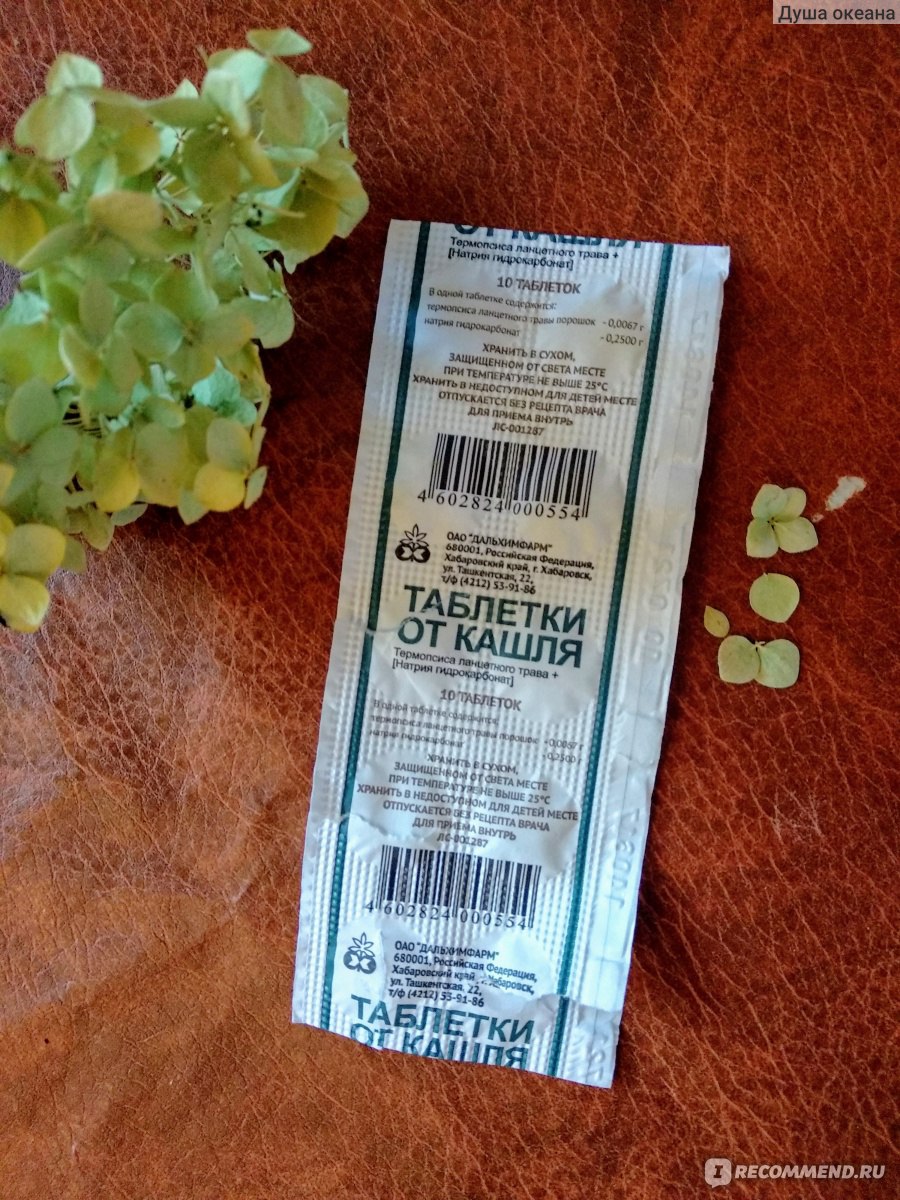 Душа океана
ОТ КАШЛЯ
Термопсиса ланцетного трава +
[Натрия гидрокарбонат]
10 ТАБЛЕТОК
В одной таблетке содержится:
термопсиса ланцетного травы порошок - 0,0067 г
натрия гидрокарбонат - 0,2500 г
ХРАНИТЬ В СУХОМ,
ЗАЩИЩЕННОМ ОТ СВЕТА МЕСТЕ
ПРИ ТЕМПЕРАТУРЕ НЕ ВЫШЕ 25°С
ХРАНИТЬ В НЕДОСТУПНОМ ДЛЯ ДЕТЕЙ МЕСТЕ
ОТПУСКАЕТСЯ БЕЗ РЕЦЕПТА ВРАЧА
ДЛЯ ПРИЕМА ВНУТРЬ
ЛС-001287
4 602824 000554
ОАО "ДАЛЬХИМФАРМ"
680001, Российская Федерация,
Хабаровский край, г. Хабаровск,
ул. Ташкентская, 22,
т/ф (4212) 53-91-86
ТАБЛЕТКИ
ОТ КАШЛЯ
Термопсиса ланцетного трава +
[Натрия гидрокарбонат]
10 ТАБЛЕТОК
В одной таблетке содержится:
термопсиса ланцетного травы порошок - 0,0067 г
натрия гидрокарбонат - 0,2500 г
ХРАНИТЬ В СУХОМ,
ЗАЩИЩЕННОМ ОТ СВЕТА МЕСТЕ
ПРИ ТЕМПЕРАТУРЕ НЕ ВЫШЕ 25°С
ХРАНИТЬ В НЕДОСТУПНОМ ДЛЯ ДЕТЕЙ МЕСТЕ
ОТПУСКАЕТСЯ БЕЗ РЕЦЕПТА ВРАЧА
ДЛЯ ПРИЕМА ВНУТРЬ
ЛС-001287
4 602824 000554
ОАО "ДАЛЬХИМФАРМ"
680001, Российская Федерация,
Хабаровский край, г. Хабаровск,
ул. Ташкентская, 22,
т/ф (4212) 53-91-86
ТАБЛЕТКИ
ОТ КАШЛЯ
IRECOMMEND.RU